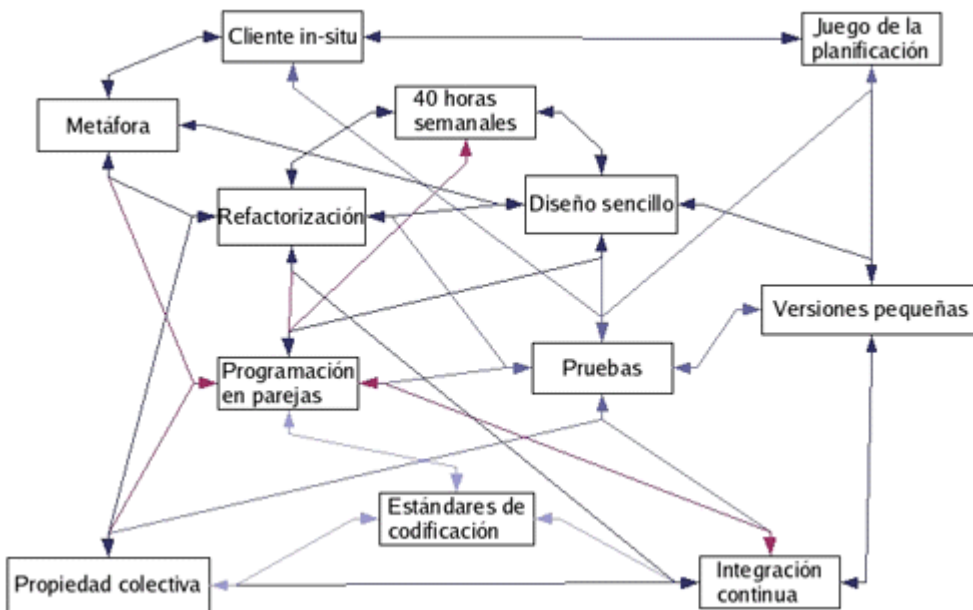 Cliente in-situ
Juego de la
planificación
40 horas
semanales
Metáfora
Refactorización
Diseño sencillo
Versiones pequeñas
Programación
en parejas
Pruebas
Estándares de
codificación
Propiedad colectiva
Integración
continua